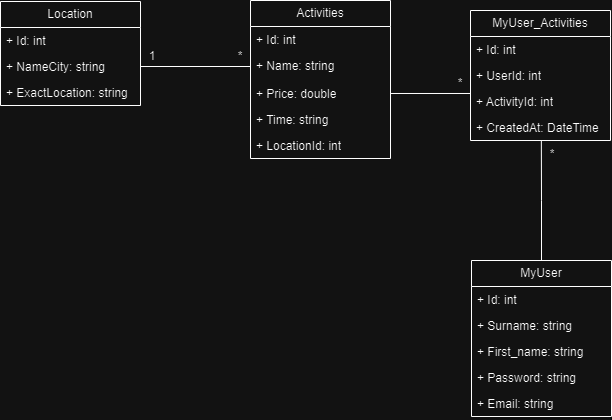 Location
+ Id: int
+ NameCity: string
+ ExactLocation: string
1
*
Activities
+ Id: int
+ Name: string
+ Price: double
+ Time: string
+ LocationId: int
*
MyUser_Activities
+ Id: int
+ UserId: int
+ ActivityId: int
+ CreatedAt: DateTime
*
MyUser
+ Id: int
+ Surname: string
+ First_name: string
+ Password: string
+ Email: string